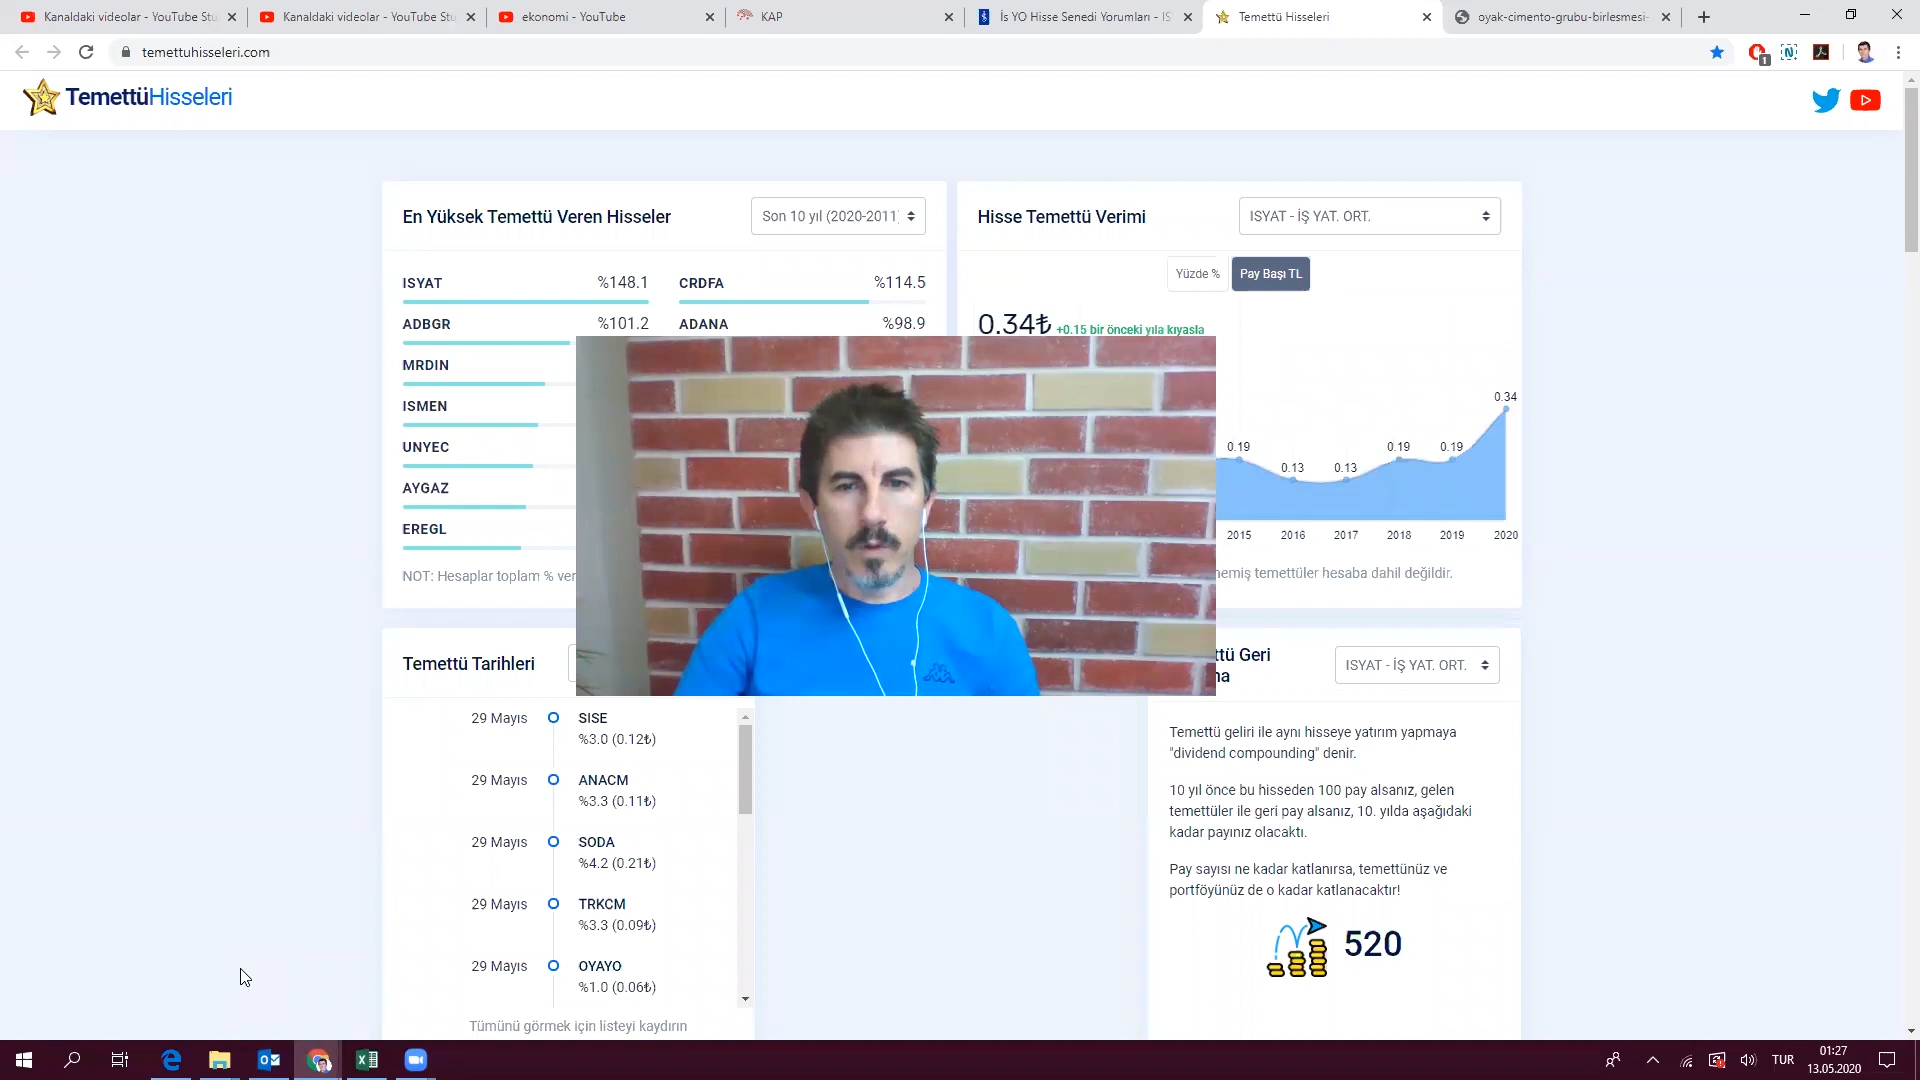 Kanaldaki videolar - YouTube Stu
Kanaldaki videolar - YouTube Stu
ekonomi - YouTube
KAP
İs YO Hisse Senedi Yorumları - IS
Temettü Hisseleri
oyak-cimento-grubu-birlesmesi-
temettuhisseleri.com
1
TemettüHisseleri
En Yüksek Temettü Veren Hisseler
Son 10 yıl (2020-2011)
ISYAT %148.1
CRDFA %114.5
ADBGR %101.2
ADANA %98.9
MRDIN
ISMEN
UNYEC
AYGAZ
EREGL
NOT: Hesaplar toplam % ver
Hisse Temettü Verimi
ISYAT - İŞ YAT. ORT.
Yüzde %
Pay Başı TL
0.34₺ +0.15 bir önceki yıla kıyasla
0.34
0.19
0.13
0.13
0.19
0.19
2015 2016 2017 2018 2019 2020
emiş temettüler hesaba dahil değildir.
Temettü Tarihleri
29 Mayıs SISE
%3.0 (0.12₺)
29 Mayıs ANACM
%3.3 (0.11₺)
29 Mayıs SODA
%4.2 (0.21₺)
29 Mayıs TRKCM
%3.3 (0.09₺)
29 Mayıs OYAYO
%1.0 (0.06₺)
Tümünü görmek için listeyi kaydırın
ttü Geri
na
ISYAT - İŞ YAT. ORT.
Temettü geliri ile aynı hisseye yatırım yapmaya
"dividend compounding" denir.
10 yıl önce bu hisseden 100 pay alsanız, gelen
temettüler ile geri pay alsanız, 10. yılda aşağıdaki
kadar payınız olacaktı.
Pay sayısı ne kadar katlanırsa, temettünüz ve
portföyünüz de o kadar katlanacaktır!
520
TUR
01:27
13.05.2020